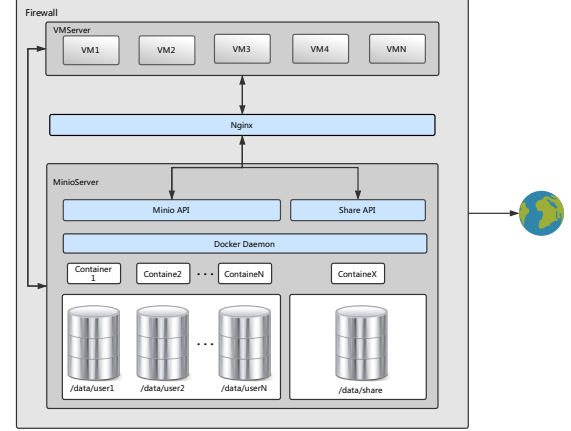 Firewall
VMServer
VM1 VM2 VM3 VM4 VMN
Nginx
MinioServer
Minio API Share API
Docker Daemon
Container
1
Containe2 ··· ContaineN ContaineX
···
/data/user1 /data/user2 /data/userN /data/share